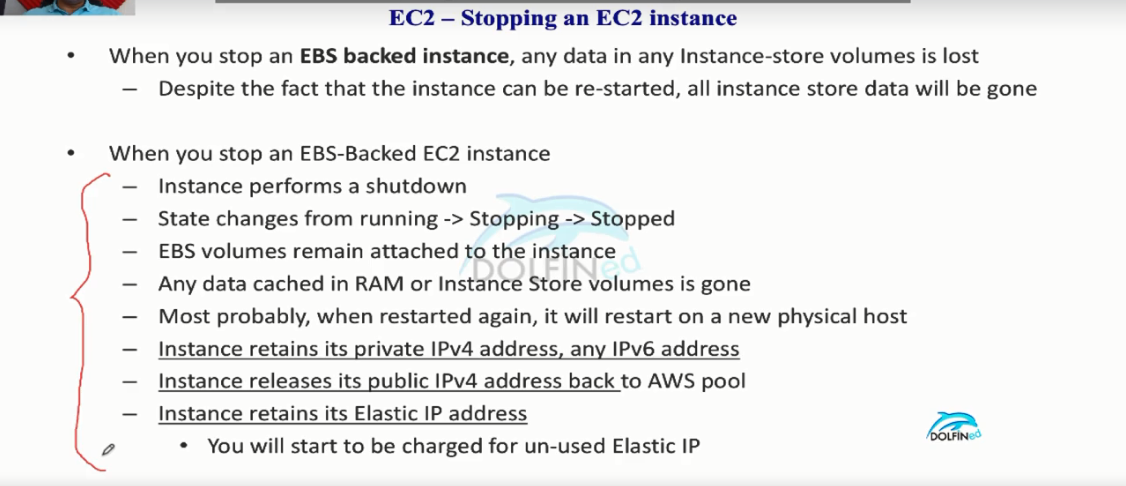 EC2 – Stopping an EC2 instance
• When you stop an EBS backed instance, any data in any Instance-store volumes is lost
– Despite the fact that the instance can be re-started, all instance store data will be gone
• When you stop an EBS-Backed EC2 instance
– Instance performs a shutdown
– State changes from running -> Stopping -> Stopped
– EBS volumes remain attached to the instance
DOLFINed
– Any data cached in RAM or Instance Store volumes is gone
– Most probably, when restarted again, it will restart on a new physical host
– Instance retains its private IPv4 address, any IPv6 address
– Instance releases its public IPv4 address back to AWS pool
– Instance retains its Elastic IP address
• You will start to be charged for un-used Elastic IP
DOLFINed